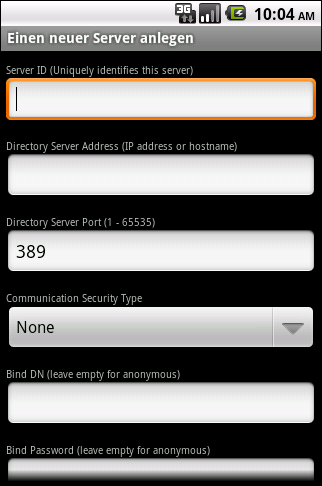 3G
10:04 AM
Einen neuer Server anlegen
Server ID (Uniquely identifies this server)
Directory Server Address (IP address or hostname)
Directory Server Port (1 - 65535)
389
Communication Security Type
None
Bind DN (leave empty for anonymous)
Bind Password (leave empty for anonymous)